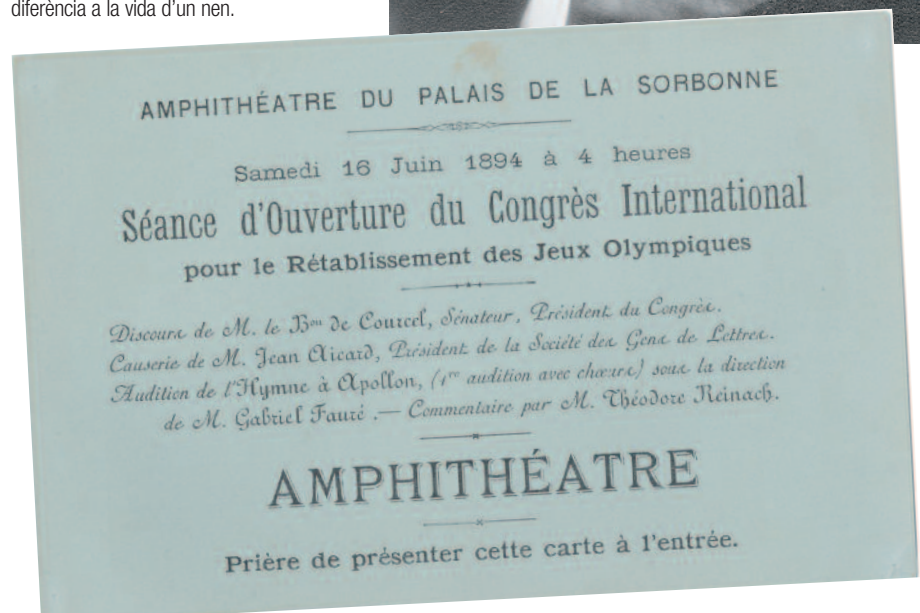 diferència a la vida d'un nen.
AMPHITHÉATRE DU PALAIS DE LA SORBONNE
Samedi 16 Juin 1894 à 4 heures
Séance d'Ouverture du Congrès International
pour le Rétablissement des Jeux Olympiques
Discours de M. le Bᵒⁿ de Courcel, Sénateur, Président du Congrès.
Causerie de M. Jean Aicard, Président de la Société des Gens de Lettres.
Audition de l'Hymne à Apollon, (1ʳᵉ audition avec chœurs) sous la direction
de M. Gabriel Fauré.— Commentaire par M. Théodore Reinach.
AMPHITHÉATRE
Prière de présenter cette carte à l'entrée.